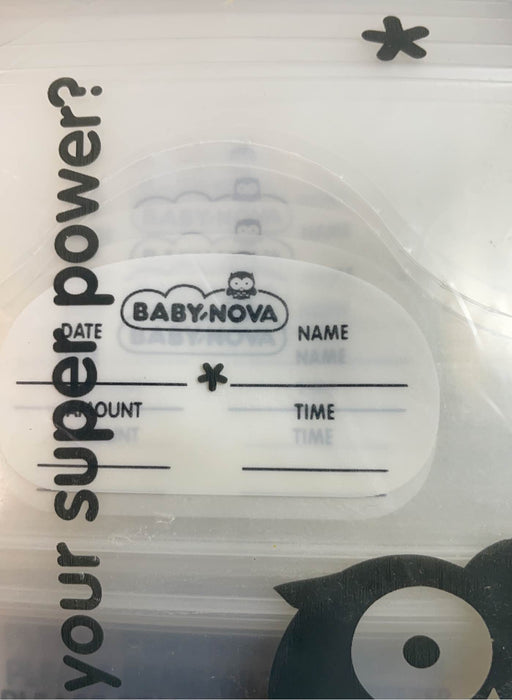 your super power?
BABY-NOVA
DATE
NAME
AMOUNT
TIME